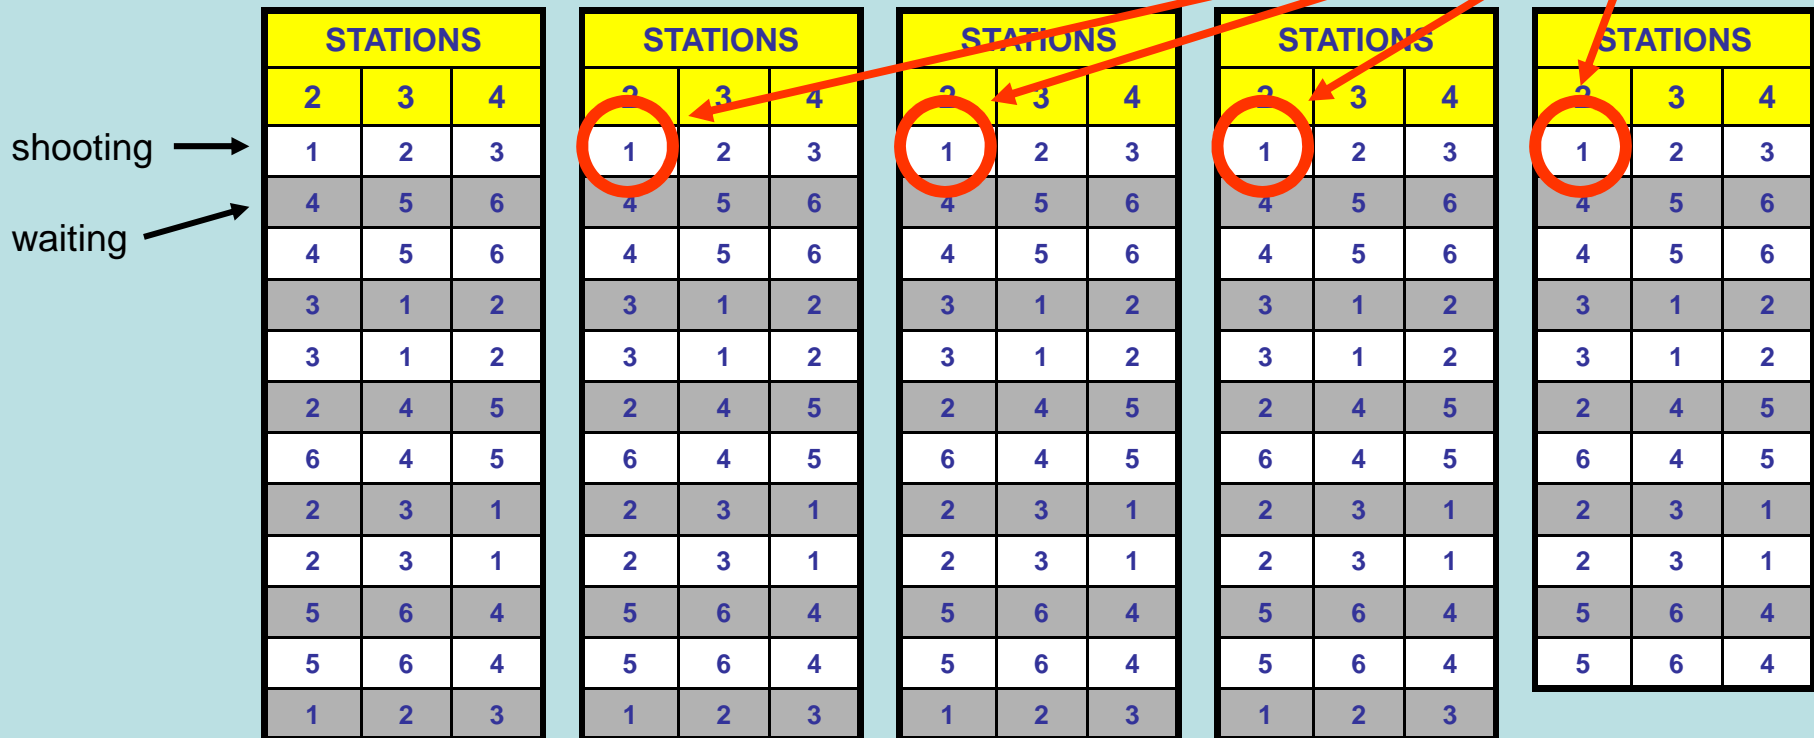 STATIONS STATIONS STATIONS STATIONS STATIONS
2 3 4 2 3 4 2 3 4 2 3 4 2 3 4
shooting 1 2 3 1 2 3 1 2 3 1 2 3 1 2 3
waiting 4 5 6 4 5 6 4 5 6 4 5 6 4 5 6
4 5 6 4 5 6 4 5 6 4 5 6 4 5 6
3 1 2 3 1 2 3 1 2 3 1 2 3 1 2
3 1 2 3 1 2 3 1 2 3 1 2 3 1 2
2 4 5 2 4 5 2 4 5 2 4 5 2 4 5
6 4 5 6 4 5 6 4 5 6 4 5 6 4 5
2 3 1 2 3 1 2 3 1 2 3 1 2 3 1
2 3 1 2 3 1 2 3 1 2 3 1 2 3 1
5 6 4 5 6 4 5 6 4 5 6 4 5 6 4
5 6 4 5 6 4 5 6 4 5 6 4 5 6 4
1 2 3 1 2 3 1 2 3 1 2 3